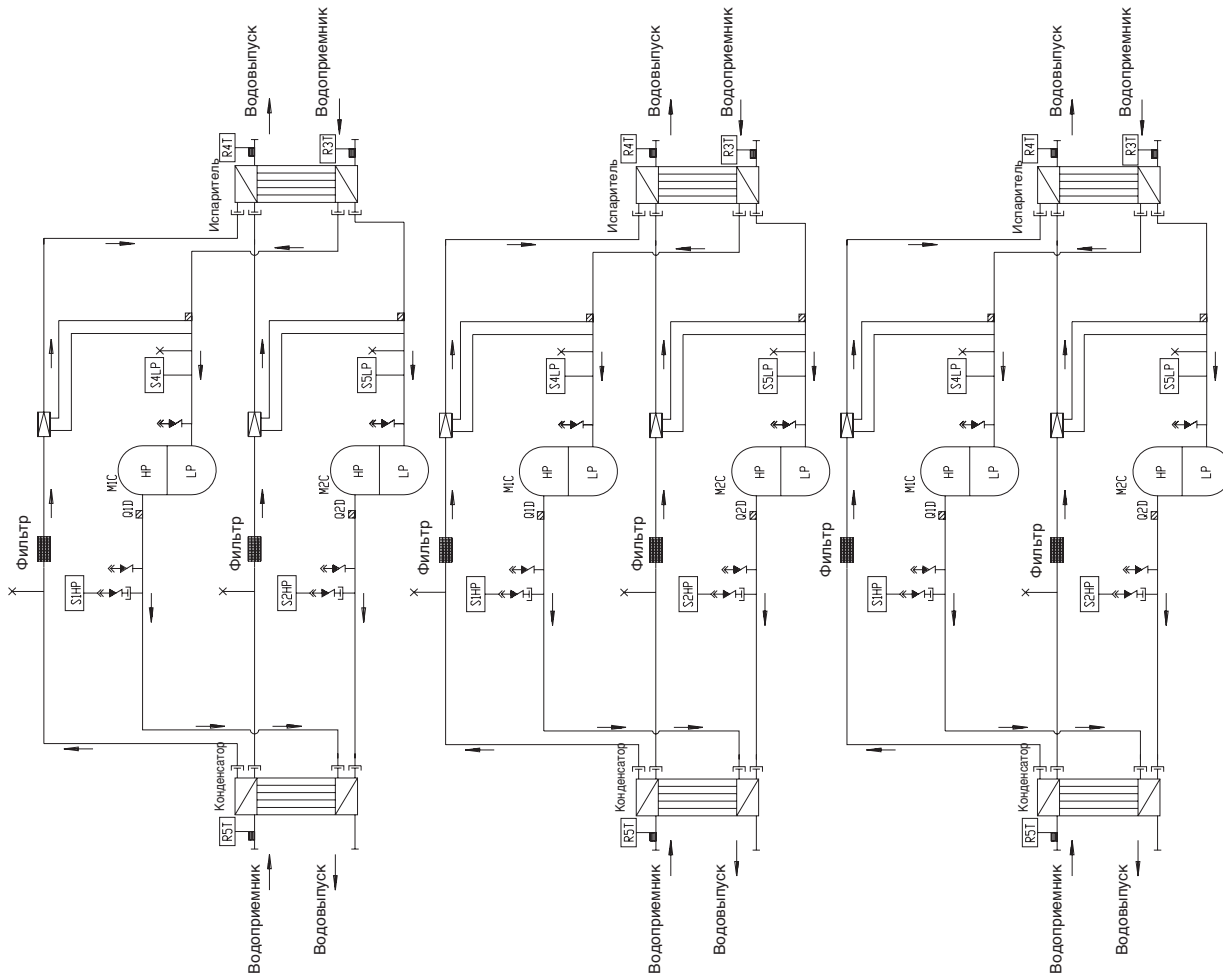 Водовыпуск
Водоприемник
R4T
R3T
Испаритель
S4LP
S5LP
HP
LP
M1C
Q1D
HP
LP
M2C
Q2D
Фильтр
Фильтр
S1HP
S2HP
Конденсатор
R5T
Водоприемник
Водовыпуск
Водовыпуск
Водоприемник
R4T
R3T
Испаритель
S4LP
S5LP
HP
LP
M1C
Q1D
HP
LP
M2C
Q2D
Фильтр
Фильтр
S1HP
S2HP
Конденсатор
R5T
Водоприемник
Водовыпуск
Водовыпуск
Водоприемник
R4T
R3T
Испаритель
S4LP
S5LP
HP
LP
M1C
Q1D
HP
LP
M2C
Q2D
Фильтр
Фильтр
S1HP
S2HP
Конденсатор
R5T
Водоприемник
Водовыпуск